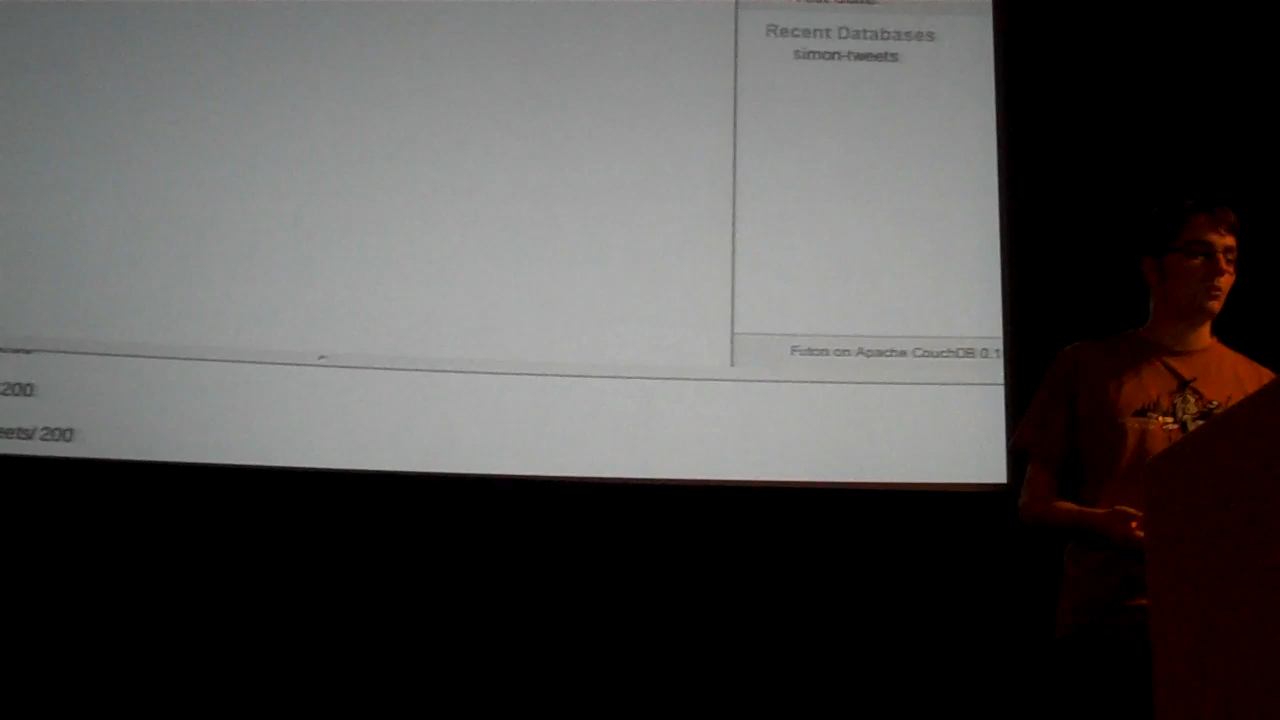 Recent Databases
simon-tweets
Futon on Apache CouchDB 0.1
200
eets/ 200